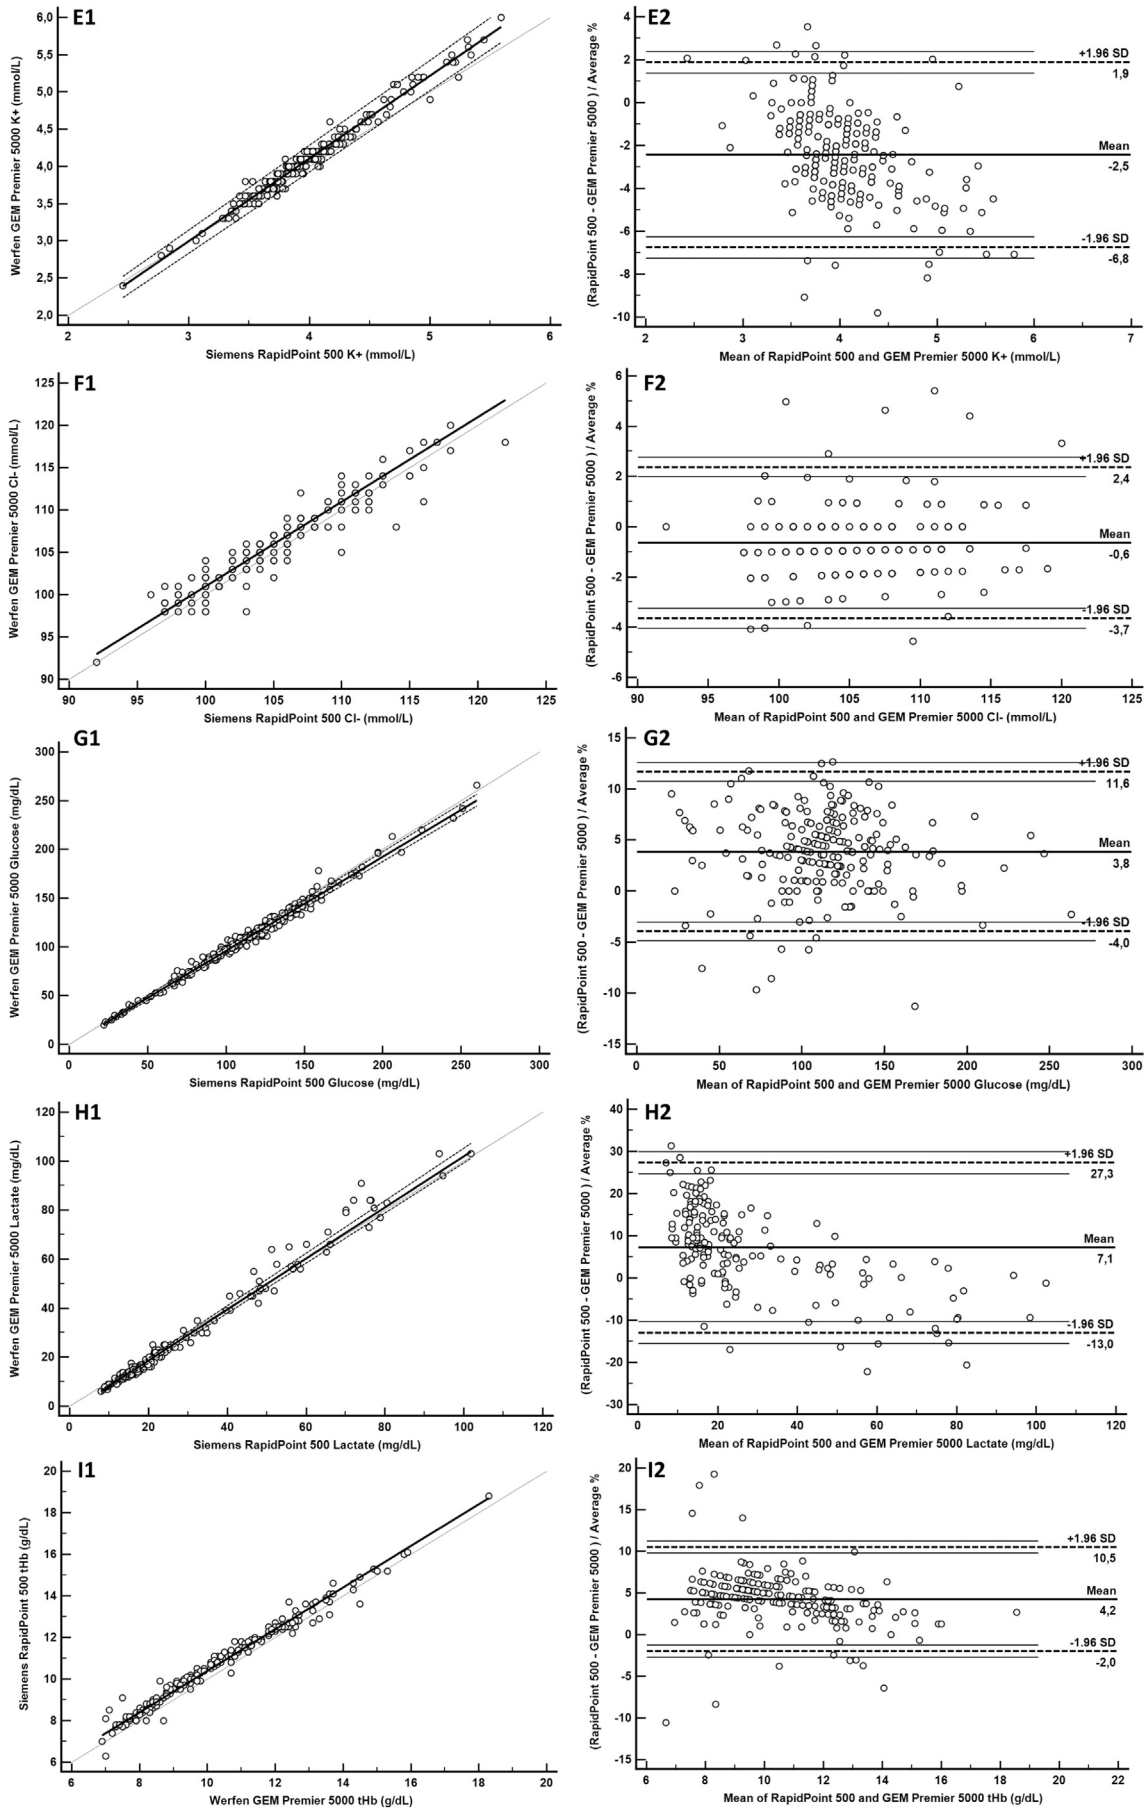 E1
6,0
5,5
5,0
4,5
4,0
3,5
3,0
2,5
2,0
Werfen GEM Premier 5000 K+ (mmol/L)
2 3 4 5 6
Siemens RapidPoint 500 K+ (mmol/L)
E2
4
2
0
-2
-4
-6
-8
-10
(RapidPoint 500 - GEM Premier 5000 ) / Average %
+1.96 SD
1,9
Mean
-2,5
-1.96 SD
-6,8
2 3 4 5 6 7
Mean of RapidPoint 500 and GEM Premier 5000 K+ (mmol/L)
F1
125
120
115
110
105
100
95
90
Werfen GEM Premier 5000 Cl- (mmol/L)
90 95 100 105 110 115 120 125
Siemens RapidPoint 500 Cl- (mmol/L)
F2
6
4
2
0
-2
-4
-6
(RapidPoint 500 - GEM Premier 5000 ) / Average %
+1.96 SD
2,4
Mean
-0,6
-1.96 SD
-3,7
90 95 100 105 110 115 120 125
Mean of RapidPoint 500 and GEM Premier 5000 Cl- (mmol/L)
G1
300
250
200
150
100
50
0
Werfen GEM Premier 5000 Glucose (mg/dL)
0 50 100 150 200 250 300
Siemens RapidPoint 500 Glucose (mg/dL)
G2
15
10
5
0
-5
-10
-15
(RapidPoint 500 - GEM Premier 5000 ) / Average %
+1.96 SD
11,6
Mean
3,8
-1.96 SD
-4,0
0 50 100 150 200 250 300
Mean of RapidPoint 500 and GEM Premier 5000 Glucose (mg/dL)
H1
120
100
80
60
40
20
0
Werfen GEM Premier 5000 Lactate (mg/dL)
0 20 40 60 80 100 120
Siemens RapidPoint 500 Lactate (mg/dL)
H2
40
30
20
10
0
-10
-20
-30
(RapidPoint 500 - GEM Premier 5000 ) / Average %
+1.96 SD
27,3
Mean
7,1
-1.96 SD
-13,0
0 20 40 60 80 100 120
Mean of RapidPoint 500 and GEM Premier 5000 Lactate (mg/dL)
I1
20
18
16
14
12
10
8
6
Siemens RapidPoint 500 tHb (g/dL)
6 8 10 12 14 16 18 20
Werfen GEM Premier 5000 tHb (g/dL)
I2
20
15
10
5
0
-5
-10
-15
(RapidPoint 500 - GEM Premier 5000 ) / Average %
+1.96 SD
10,5
Mean
4,2
-1.96 SD
-2,0
6 8 10 12 14 16 18 20 22
Mean of RapidPoint 500 and GEM Premier 5000 tHb (g/dL)